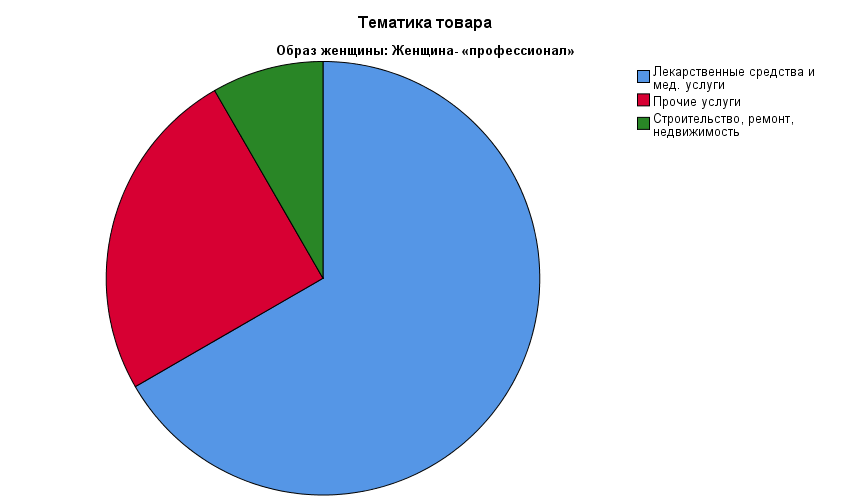 Тематика товара
Образ женщины: Женщина- «профессионал»
Лекарственные средства и
мед. услуги
Прочие услуги
Строительство, ремонт,
недвижимость